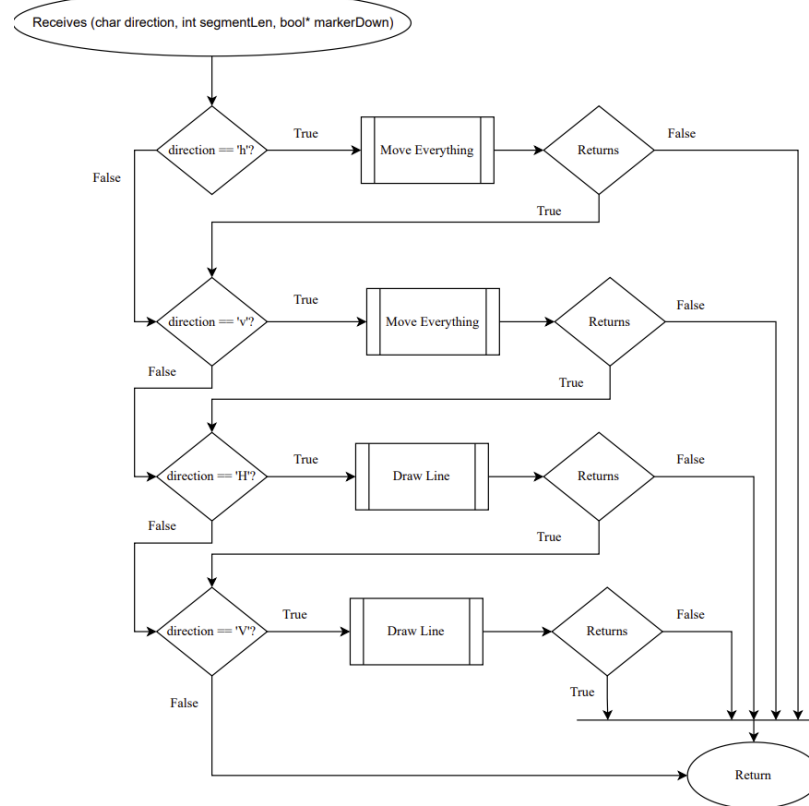 Receives (char direction, int segmentLen, bool* markerDown)
direction == 'h'?
True
Move Everything
Returns
False
False
True
direction == 'v'?
True
Move Everything
Returns
False
False
True
direction == 'H'?
True
Draw Line
Returns
False
False
True
direction == 'V'?
True
Draw Line
Returns
False
True
False
Return